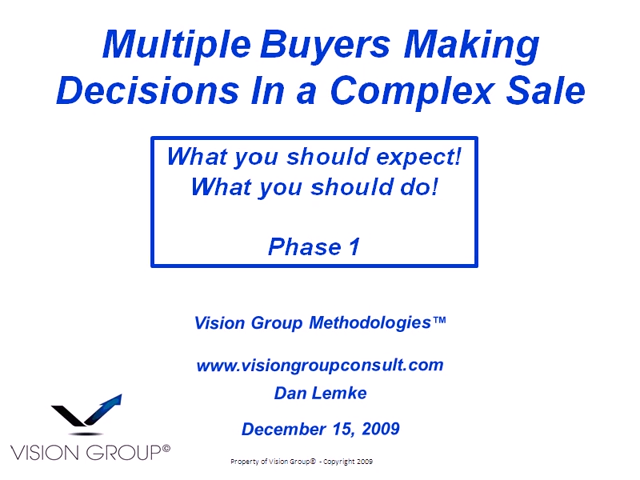 Multiple Buyers Making
Decisions In a Complex Sale
What you should expect!
What you should do!
Phase 1
Vision Group Methodologies™
www.visiongroupconsult.com
Dan Lemke
December 15, 2009
VISION GROUP©
Property of Vision Group® - Copyright 2009